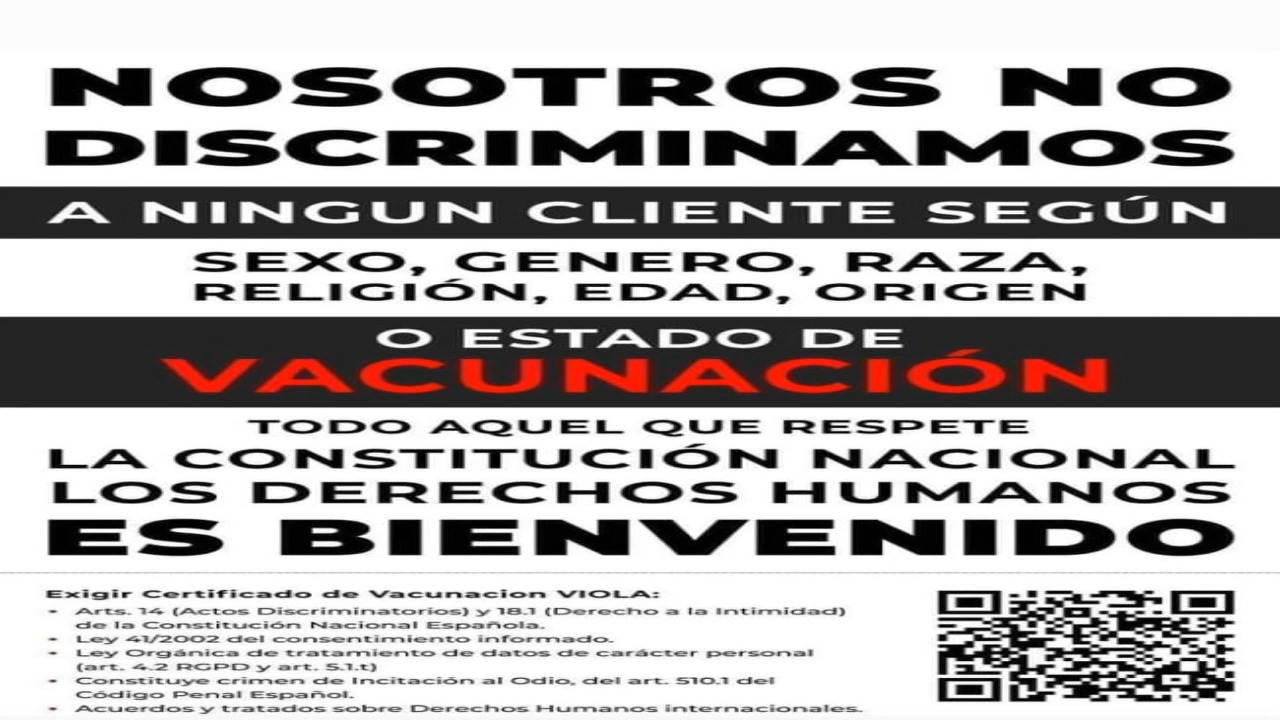 NOSOTROS NO
DISCRIMINAMOS
A NINGUN CLIENTE SEGÚN
SEXO, GENERO, RAZA,
RELIGIÓN, EDAD, ORIGEN
O ESTADO DE
VACUNACIÓN
TODO AQUEL QUE RESPETE
LA CONSTITUCIÓN NACIONAL
LOS DERECHOS HUMANOS
ES BIENVENIDO
Exigir Certificado de Vacunacion VIOLA:
• Arts. 14 (Actos Discriminatorios) y 18.1 (Derecho a la Intimidad)
de la Constitución Nacional Española.
• Ley 41/2002 del consentimiento informado.
• Ley Orgánica de tratamiento de datos de carácter personal
(art. 4.2 RGPD y art. 5.1.t)
• Constituye crimen de Incitación al Odio, del art. 510.1 del
Código Penal Español.
• Acuerdos y tratados sobre Derechos Humanos internacionales.